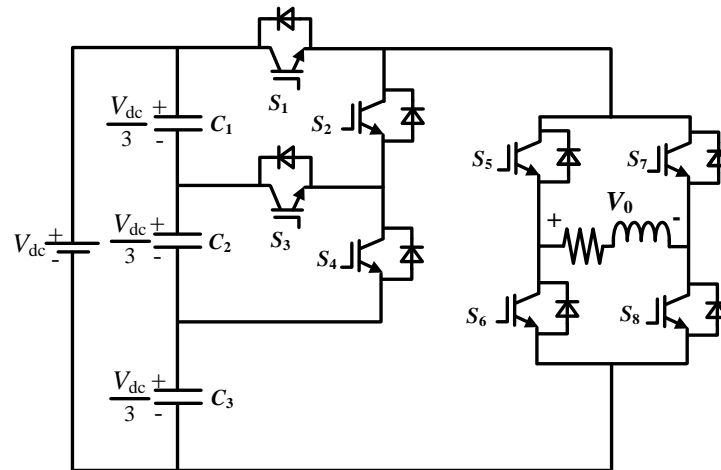 S1
Vdc + C1
3 -
S2
S5
S7
Vdc +
-
Vdc + C2
3 -
S3
S4
+ V0 -
S6
S8
Vdc + C3
3 -